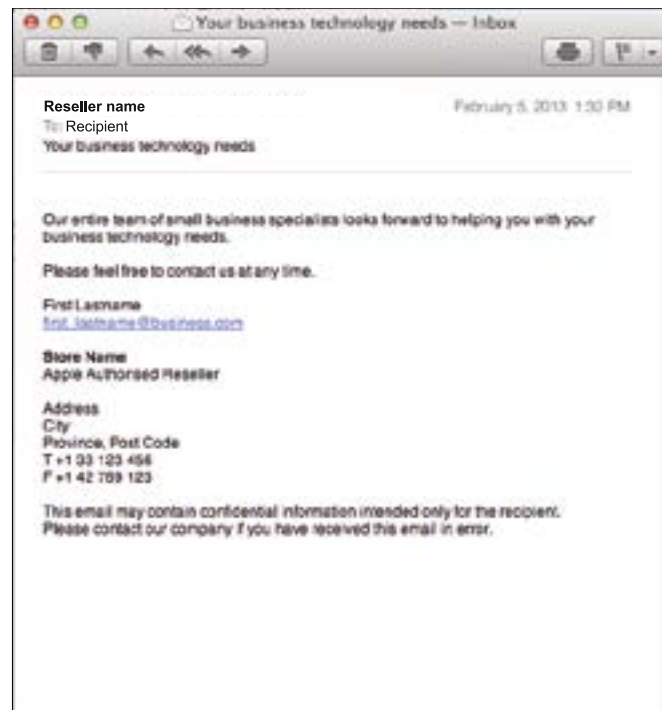 Your business technology needs — Inbox
Reseller name
February 5, 2013 1:30 PM
To: Recipient
Your business technology needs
Our entire team of small business specialists looks forward to helping you with your
business technology needs.
Please feel free to contact us at any time.
First Lastname
first_lastname@business.com
Store Name
Apple Authorised Reseller
Address
City
Province, Post Code
T +1 33 123 456
F +1 42 789 123
This email may contain confidential information intended only for the recipient.
Please contact our company if you have received this email in error.